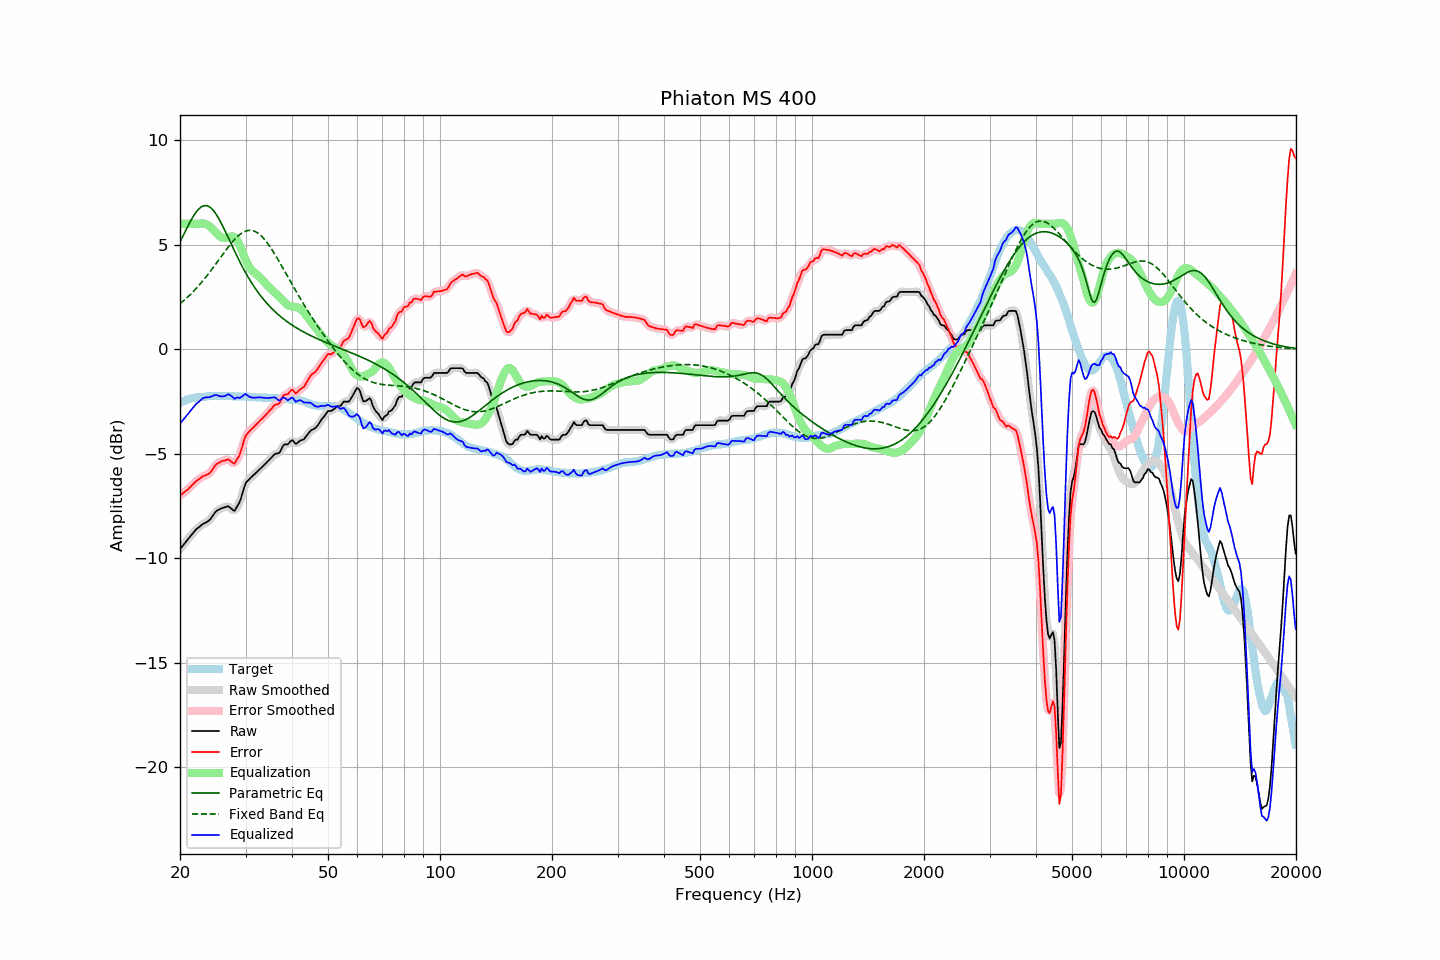 Phiaton MS 400
Amplitude (dBr)
10
5
0
−5
−10
−15
−20
Target
Raw Smoothed
Error Smoothed
Raw
Error
Equalization
Parametric Eq
Fixed Band Eq
Equalized
20
50
100
200
500
1000
2000
5000
10000
20000
Frequency (Hz)